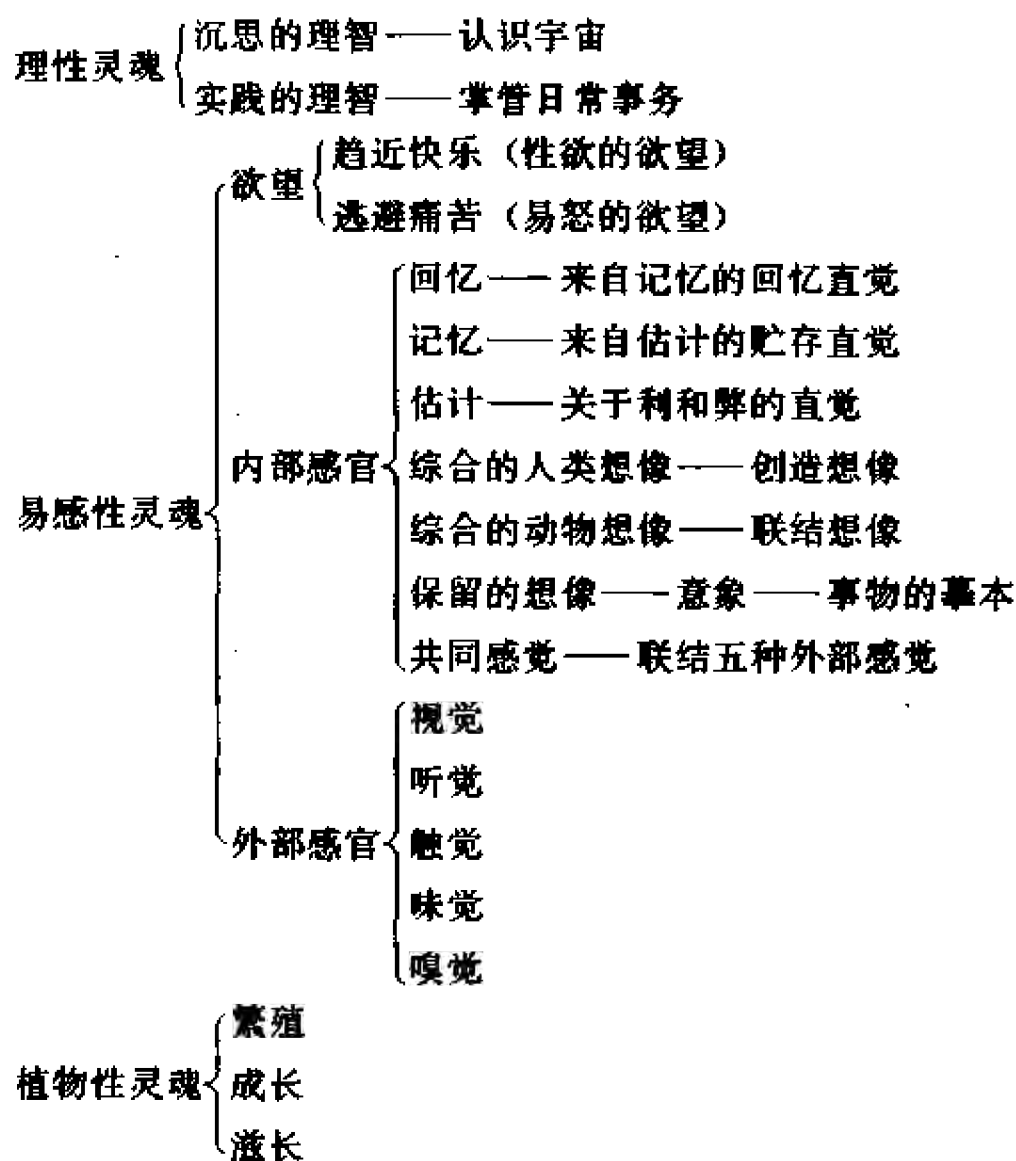 理性灵魂
沉思的理智——认识宇宙
实践的理智——掌管日常事务
易感性灵魂
欲望
趋近快乐（性欲的欲望）
逃避痛苦（易怒的欲望）
内部感官
回忆——来自记忆的回忆直觉
记忆——来自估计的贮存直觉
估计——关于利和弊的直觉
综合的人类想像——创造想像
综合的动物想像——联结想像
保留的想像——意象——事物的摹本
共同感觉——联结五种外部感觉
外部感官
视觉
听觉
触觉
味觉
嗅觉
植物性灵魂
繁殖
成长
滋长